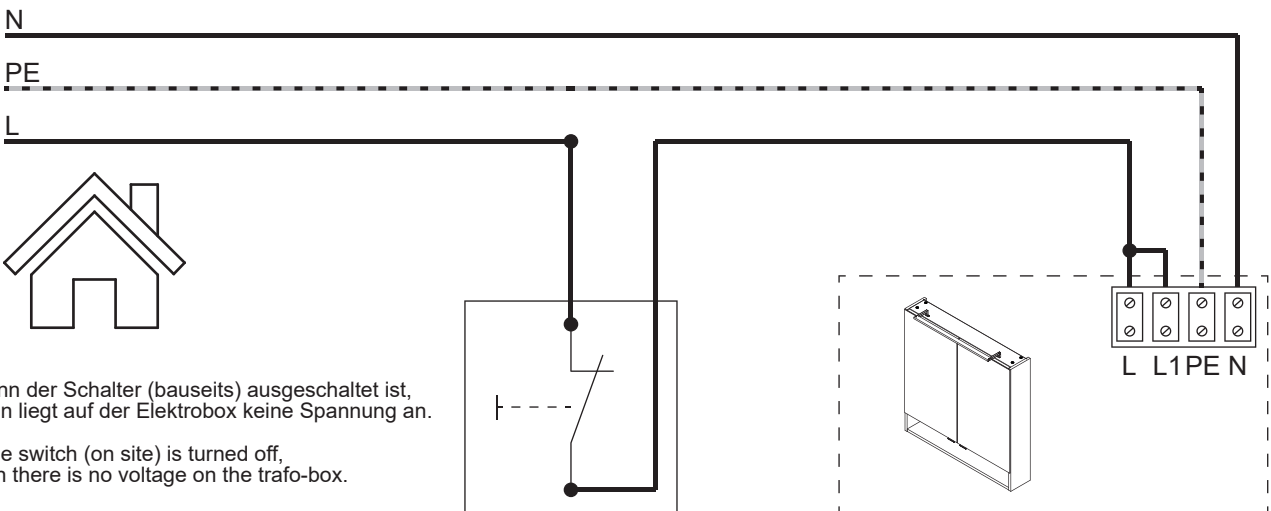 N
PE
L
nn der Schalter (bauseits) ausgeschaltet ist,
n liegt auf der Elektrobox keine Spannung an.
e switch (on site) is turned off,
n there is no voltage on the trafo-box.
L L1 PE N